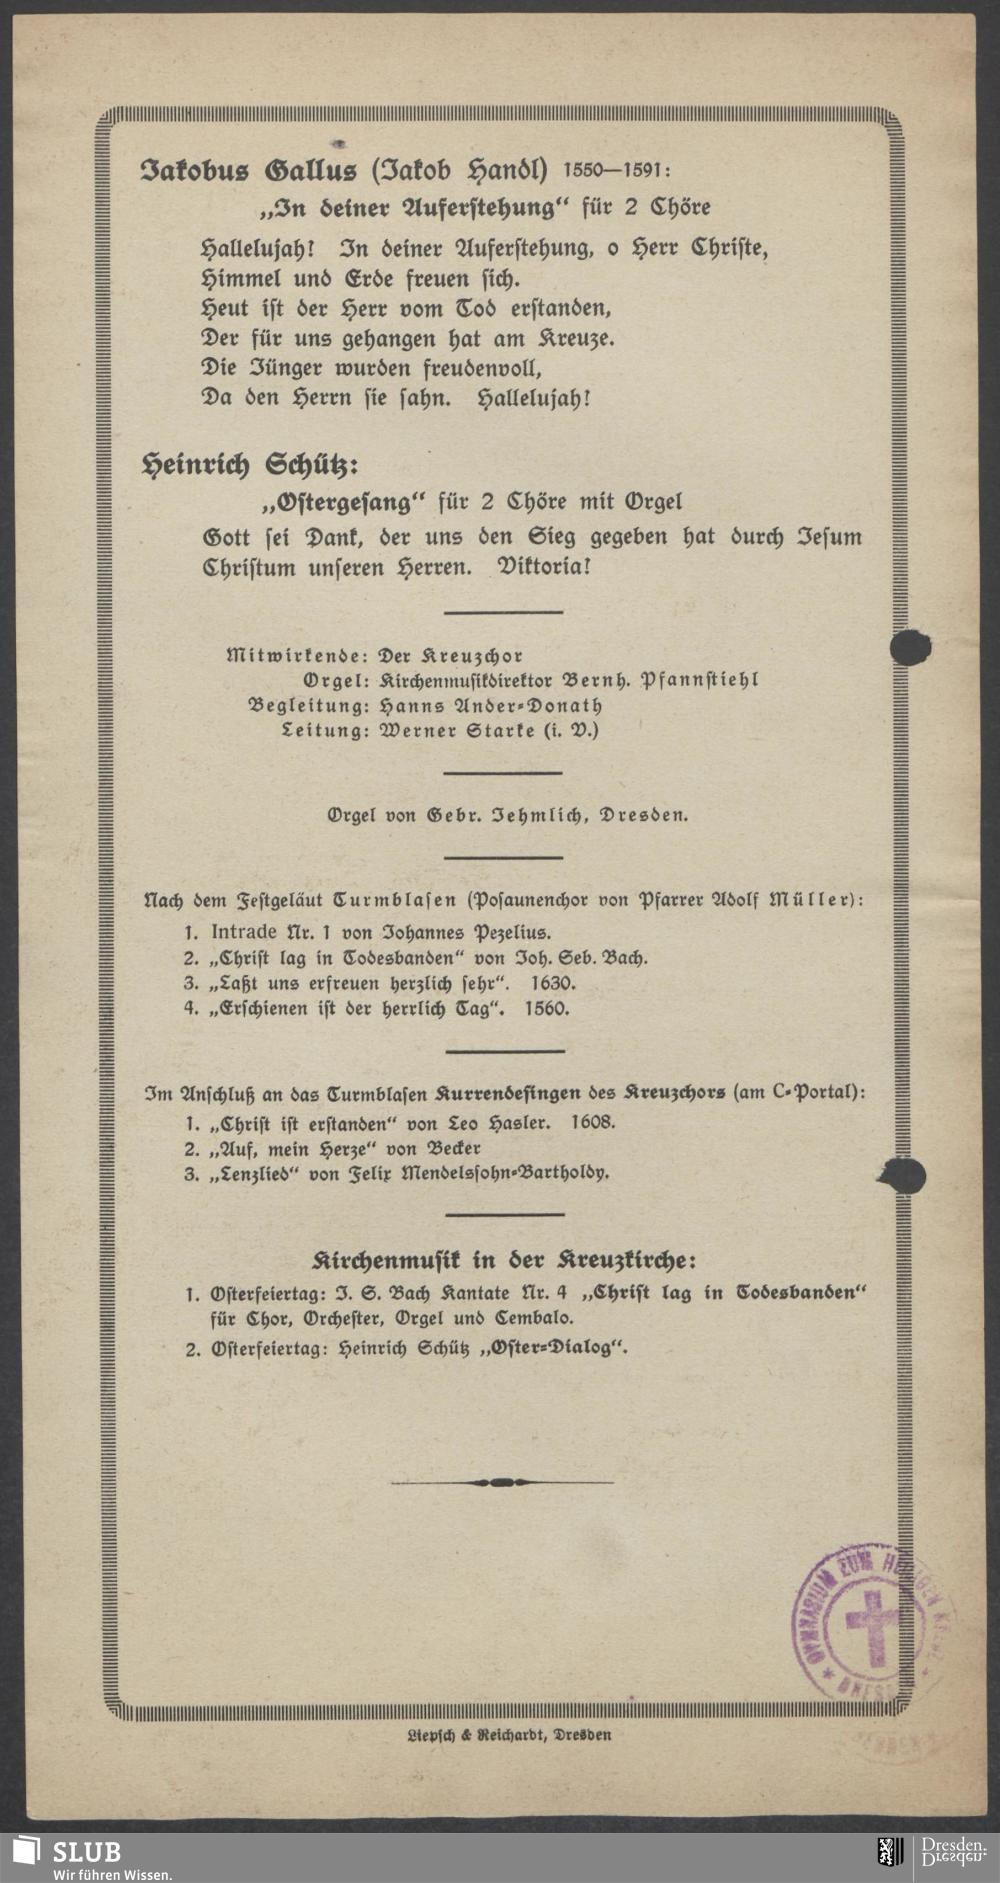 Jakobus Gallus (Jakob Handl) 1550—1591:
„In deiner Auferstehung“ für 2 Chöre
Hallelujah! In deiner Auferstehung, o Herr Christe,
Himmel und Erde freuen sich.
Heut ist der Herr vom Tod erstanden,
Der für uns gehangen hat am Kreuze.
Die Jünger wurden freudenvoll,
Da den Herrn sie sahn. Hallelujah!
Heinrich Schütz:
„Ostergesang“ für 2 Chöre mit Orgel
Gott sei Dank, der uns den Sieg gegeben hat durch Jesum
Christum unseren Herren. Viktoria!
Mitwirkende: Der Kreuzchor
Orgel: Kirchenmusikdirektor Bernh. Pfannstiehl
Begleitung: Hanns Ander-Donath
Leitung: Werner Starke (i. V.)
Orgel von Gebr. Jehmlich, Dresden.
Nach dem Festgeläut Turmblasen (Posaunenchor von Pfarrer Adolf Müller):
1. Intrade Nr. 1 von Johannes Pezelius.
2. „Christ lag in Todesbanden“ von Joh. Seb. Bach.
3. „Laßt uns erfreuen herzlich sehr“. 1630.
4. „Erschienen ist der herrlich Tag“. 1560.
Im Anschluß an das Turmblasen Kurrendesingen des Kreuzchors (am C-Portal):
1. „Christ ist erstanden“ von Leo Hasler. 1608.
2. „Auf, mein Herze“ von Becker
3. „Lenzlied“ von Felix Mendelssohn-Bartholdy.
Kirchenmusik in der Kreuzkirche:
1. Osterfeiertag: J. S. Bach Kantate Nr. 4 „Christ lag in Todesbanden“
für Chor, Orchester, Orgel und Cembalo.
2. Osterfeiertag: Heinrich Schütz „Oster-Dialog“.
GYMNASIUM ZUM HEILIGEN KREUZ
DRESDEN
Liepsch & Reichardt, Dresden
SLUB
Wir führen Wissen.
Dresden.
Dresden.